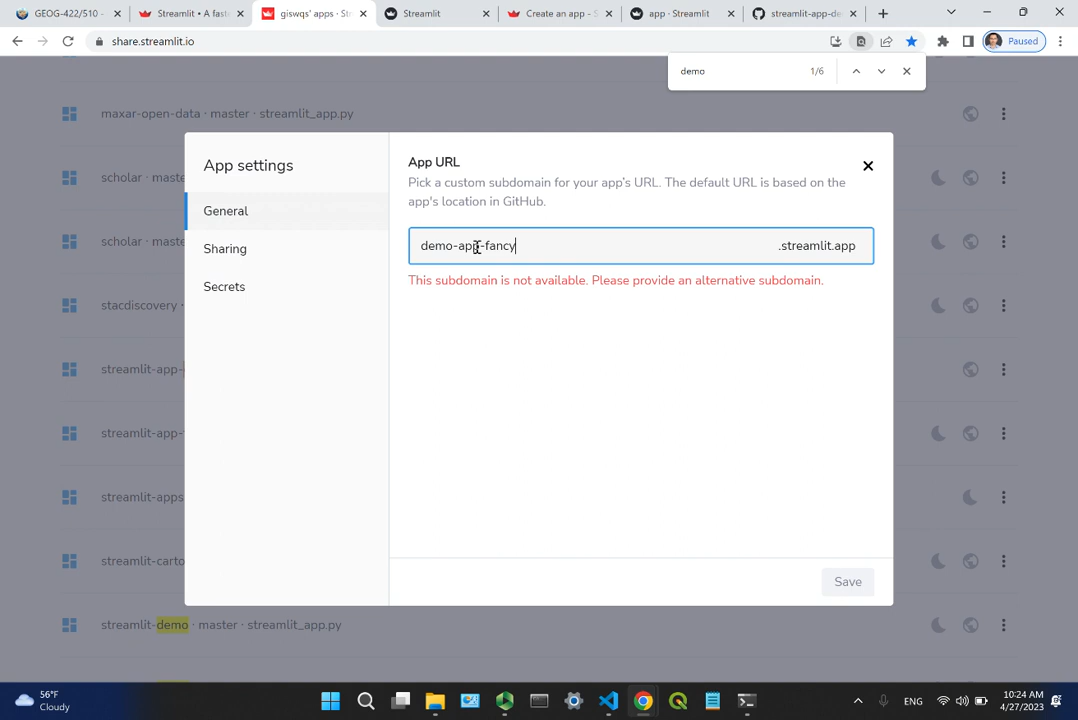 GEOG-422/510 -
Streamlit • A fast
giswqs' apps · St
Streamlit
Create an app - S
app · Streamlit
streamlit-app-de
share.streamlit.io
Paused
demo
1/6
maxar-open-data · master · streamlit_app.py
scholar · mast
scholar · mast
stacdiscovery ·
streamlit-app-
streamlit-app-
streamlit-apps
streamlit-carto
streamlit-demo · master · streamlit_app.py
App settings
General
Sharing
Secrets
App URL
Pick a custom subdomain for your app's URL. The default URL is based on the
app's location in GitHub.
demo-app-fancy
.streamlit.app
This subdomain is not available. Please provide an alternative subdomain.
Save
56°F
Cloudy
ENG
10:24 AM
4/27/2023